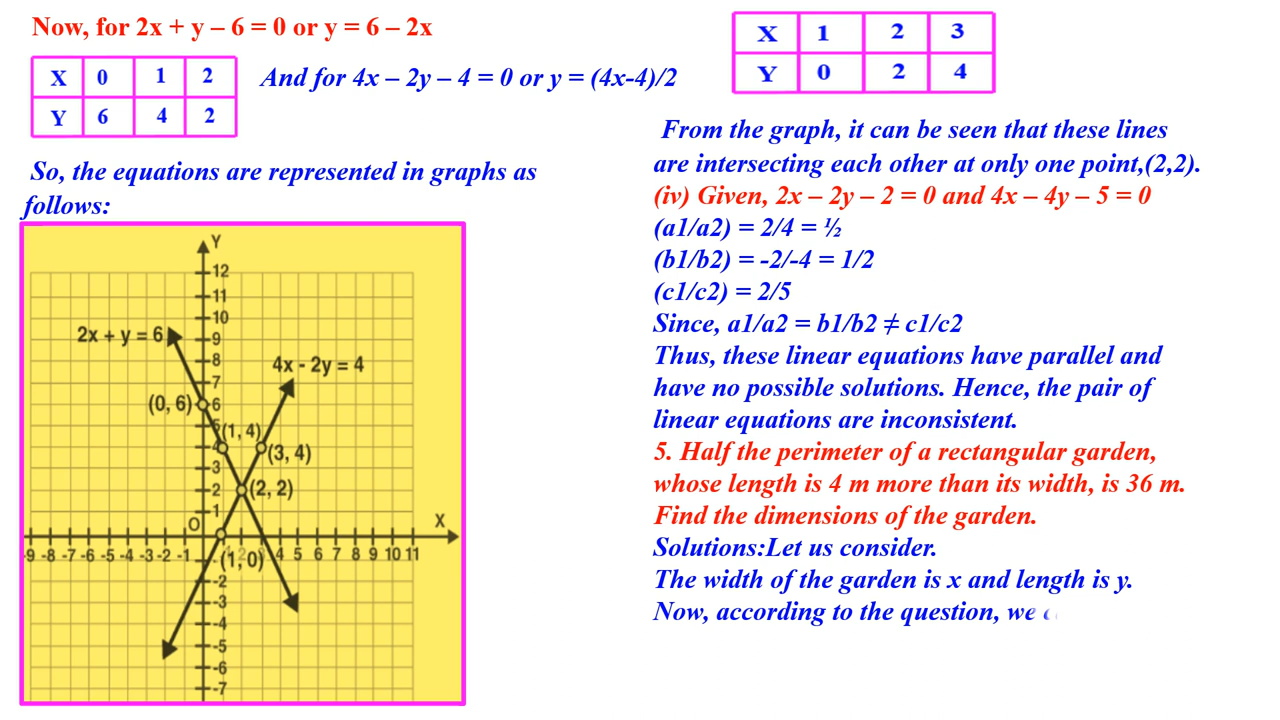 Now, for 2x + y – 6 = 0 or y = 6 – 2x
X 0 1 2
Y 6 4 2
And for 4x – 2y – 4 = 0 or y = (4x-4)/2
X 1 2 3
Y 0 2 4
So, the equations are represented in graphs as
follows:
Y
12
11
10
2x + y = 6
9
8
4x - 2y = 4
7
(0, 6)
6
5
(1, 4)
4
(3, 4)
3
2
(2, 2)
1
O
X
-9 -8 -7 -6 -5 -4 -3 -2 -1 1 2 3 4 5 6 7 8 9 10 11
(1, 0)
-2
-3
-4
-5
-6
-7
From the graph, it can be seen that these lines
are intersecting each other at only one point,(2,2).
(iv) Given, 2x – 2y – 2 = 0 and 4x – 4y – 5 = 0
(a1/a2) = 2/4 = ½
(b1/b2) = -2/-4 = 1/2
(c1/c2) = 2/5
Since, a1/a2 = b1/b2 ≠ c1/c2
Thus, these linear equations have parallel and
have no possible solutions. Hence, the pair of
linear equations are inconsistent.
5. Half the perimeter of a rectangular garden,
whose length is 4 m more than its width, is 36 m.
Find the dimensions of the garden.
Solutions:Let us consider.
The width of the garden is x and length is y.
Now, according to the question, we